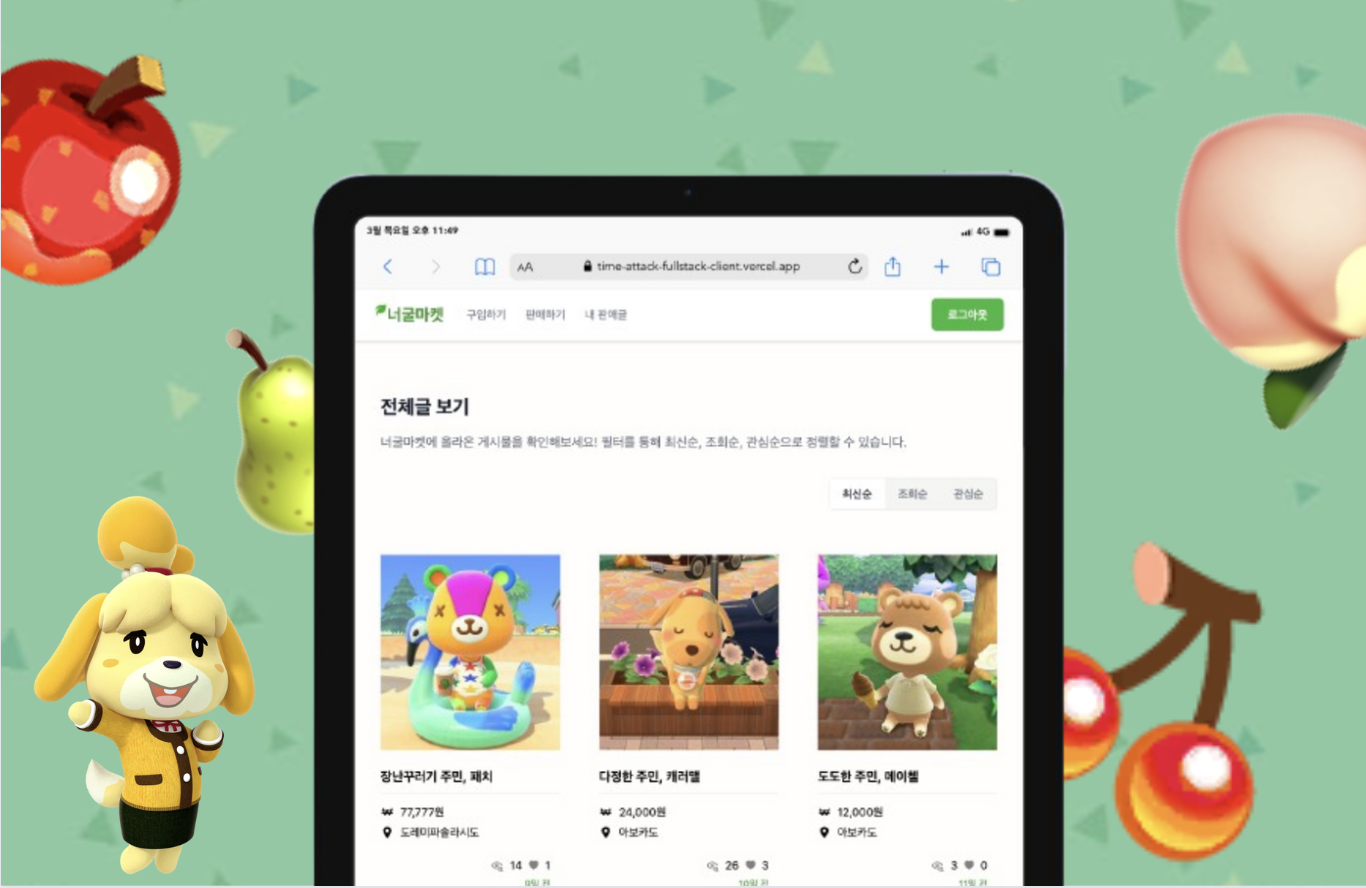 3월 목요일 오후 11:49
4G
AA
time-attack-fullstack-client.vercel.app
너굴마켓
구입하기
판매하기
내 판매글
로그아웃
전체글 보기
너굴마켓에 올라온 게시물을 확인해보세요! 필터를 통해 최신순, 조회순, 관심순으로 정렬할 수 있습니다.
최신순
조회순
관심순
장난꾸러기 주민, 패치
다정한 주민, 캐러멜
도도한 주민, 메이첼
₩ 77,777원
₩ 24,000원
₩ 12,000원
도레미파솔라시도
아보카도
아보카도
14 1
26 3
3 0
9일 전
10일 전
11일 전